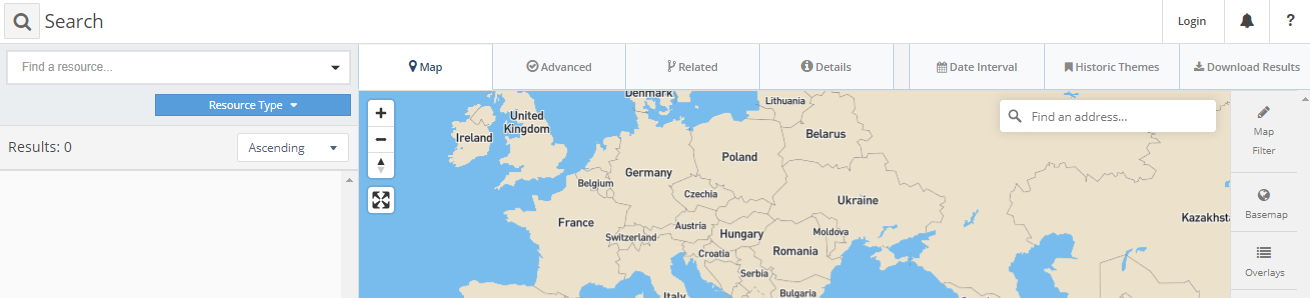 Search
Login
?
Find a resource...
Resource Type
Results: 0
Ascending
Map
Advanced
Related
Details
Date Interval
Historic Themes
Download Results
Find an address...
Denmark
Lithuania
United
Kingdom
Ireland
Belarus
Poland
Germany
Belgium
Czechia
Ukraine
France
Austria
Switzerland
Hungary
Moldova
Kazakhst
Croatia
Romania
Serbia
Italy
Bulgaria
Map
Filter
Basemap
Overlays